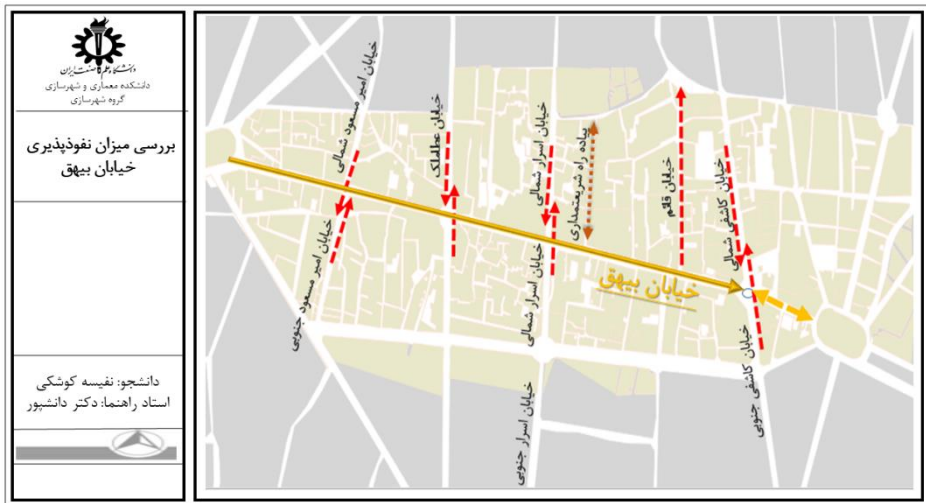 دانشگاه علم و صنعت ایران
دانشکده معماری و شهرسازی
گروه شهرسازی
بررسی میزان نفوذپذیری
خیابان بیهق
دانشجو: نفیسه کوشکی
استاد راهنما: دکتر دانشپور
خیابان امیر مسعود شمالی
خیابان عطاملک
خیابان اسرار شمالی
پیاده راه شریعتمداری
خیابان قائم
خیابان کاشفی شمالی
خیابان امیر مسعود جنوبی
خیابان اسرار شمالی
خیابان بیهق
خیابان اسرار جنوبی
خیابان کاشفی جنوبی